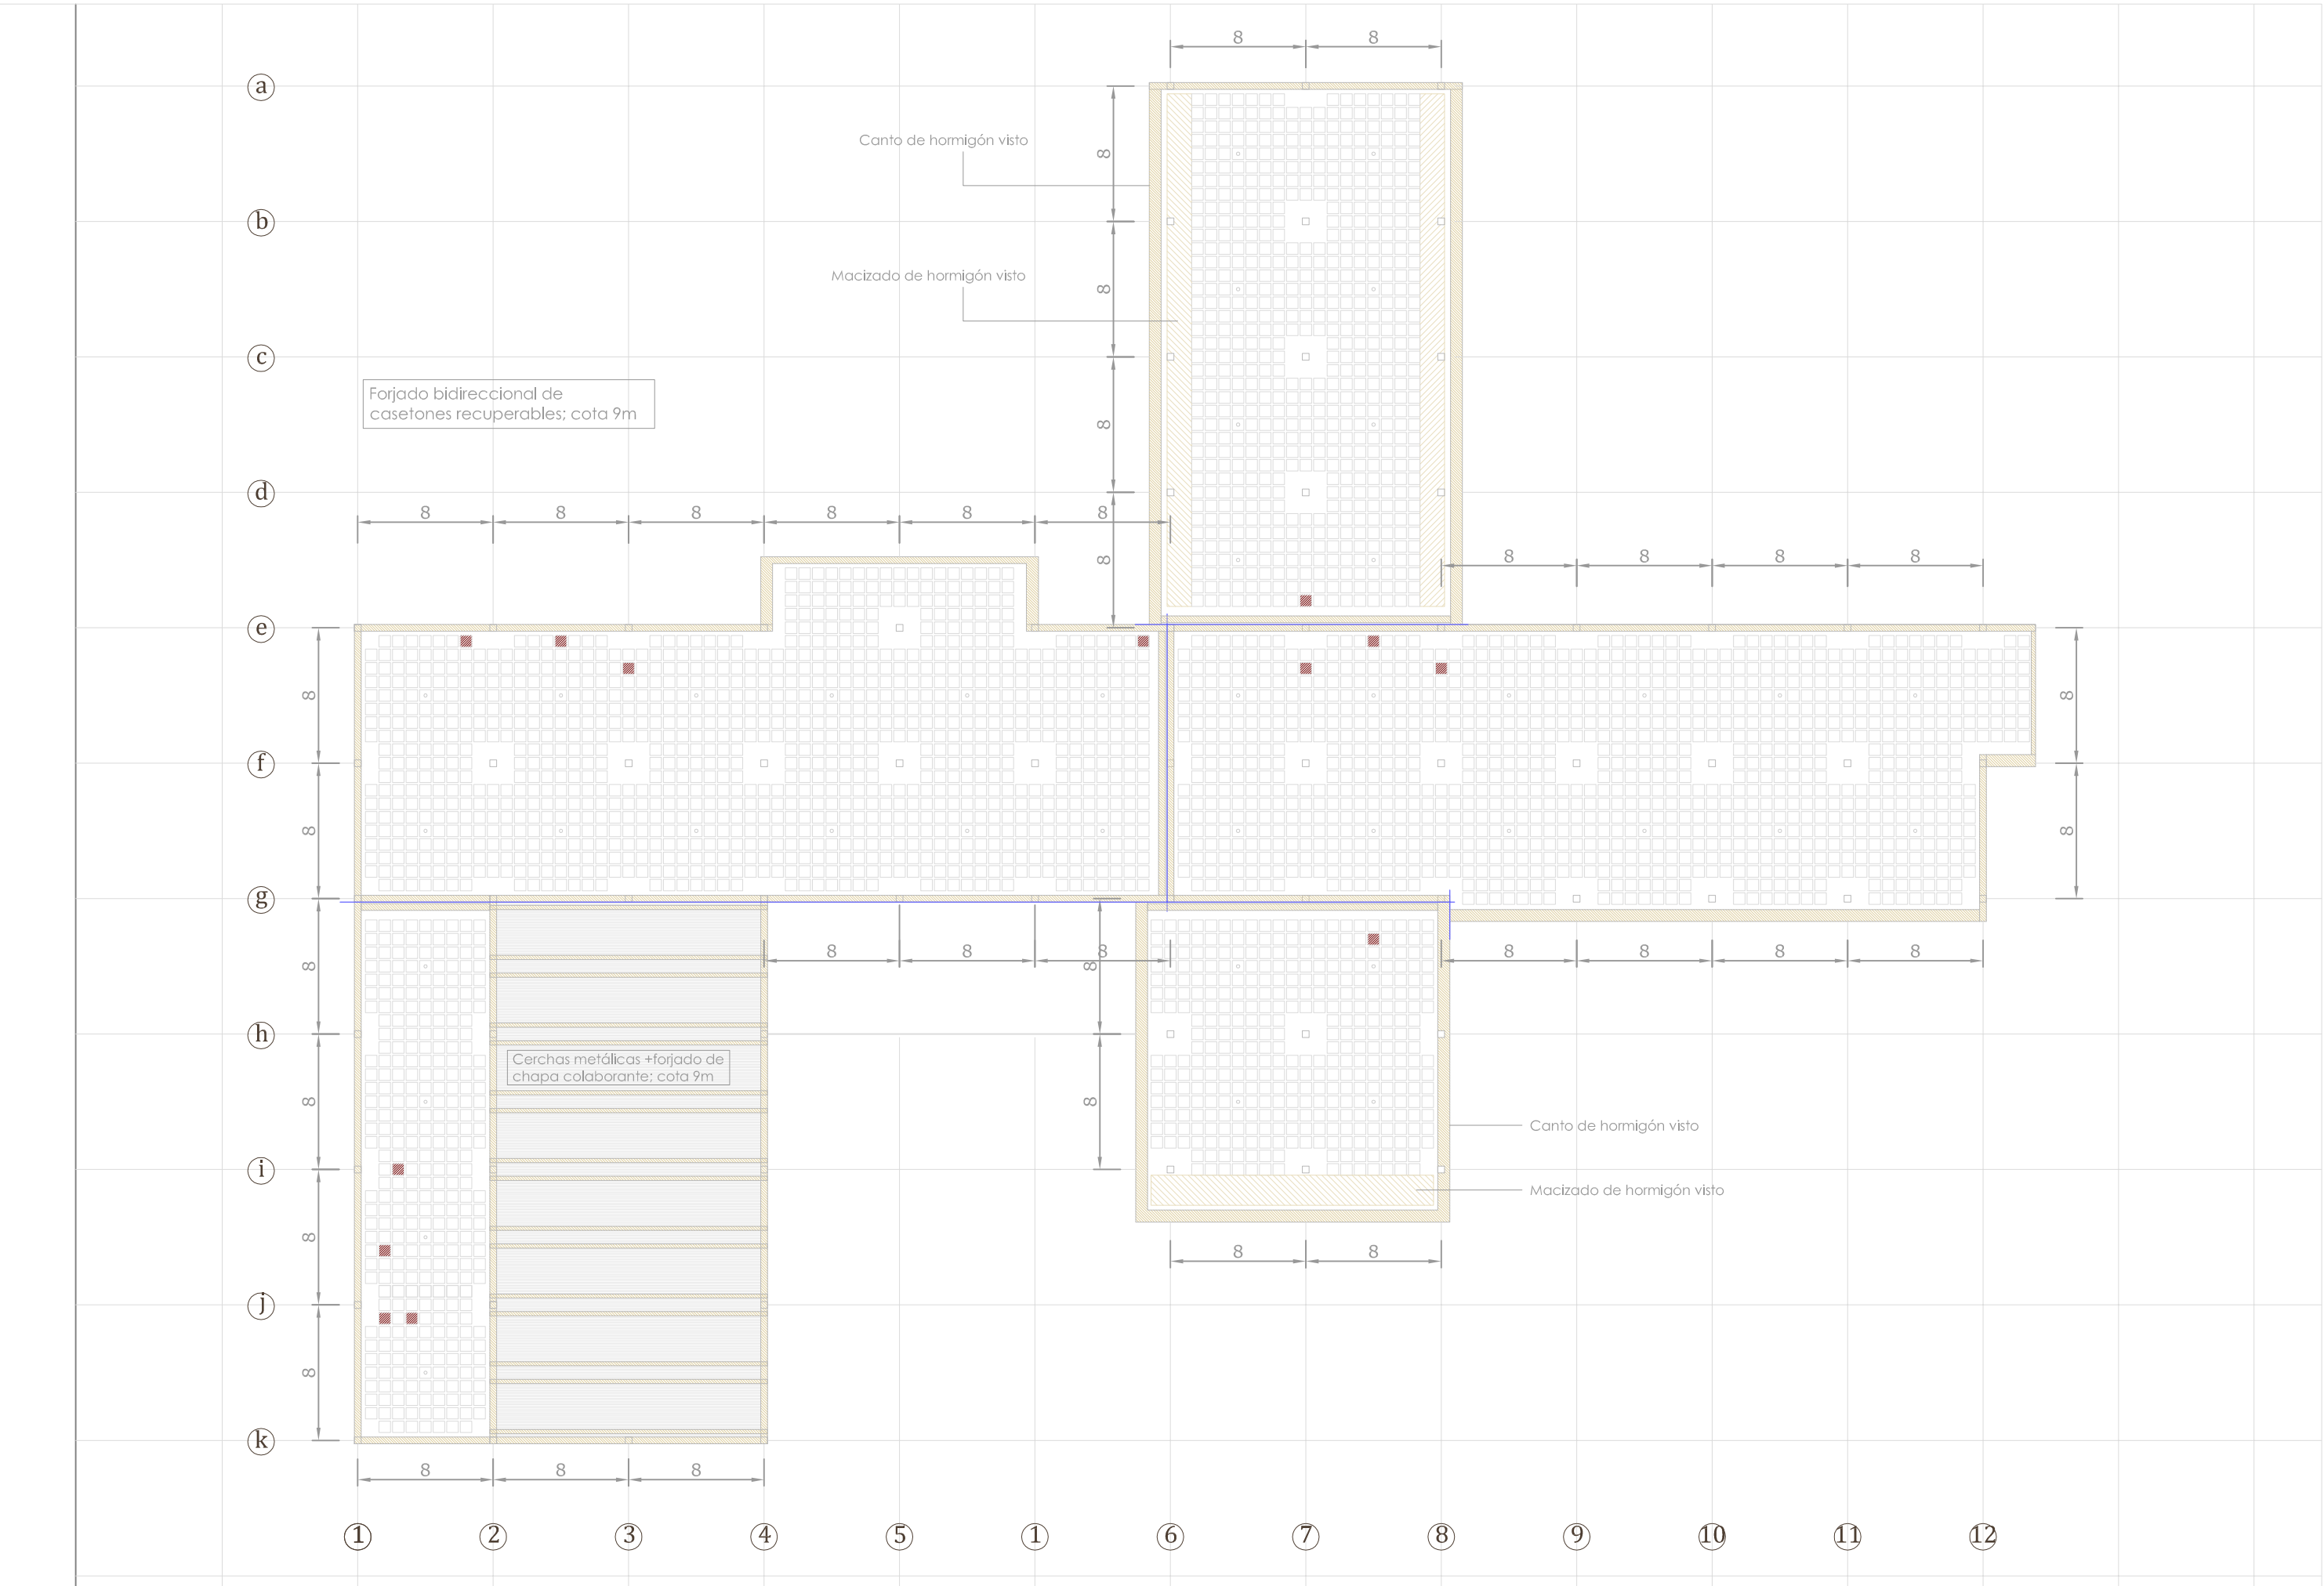 8 8
a
Canto de hormigón visto
8
b
Macizado de hormigón visto
8
c
Forjado bidireccional de
casetones recuperables; cota 9m
8
d
8 8 8 8 8 8
8
8 8 8 8
e
8
8
f
8
8
g
8 8 8
8
8
8 8 8 8
h
Cerchas metálicas +forjado de
chapa colaborante; cota 9m
8
8
Canto de hormigón visto
i
Macizado de hormigón visto
8
8 8
j
8
k
8 8 8
1 2 3 4 5 1 6 7 8 9 10 11 12